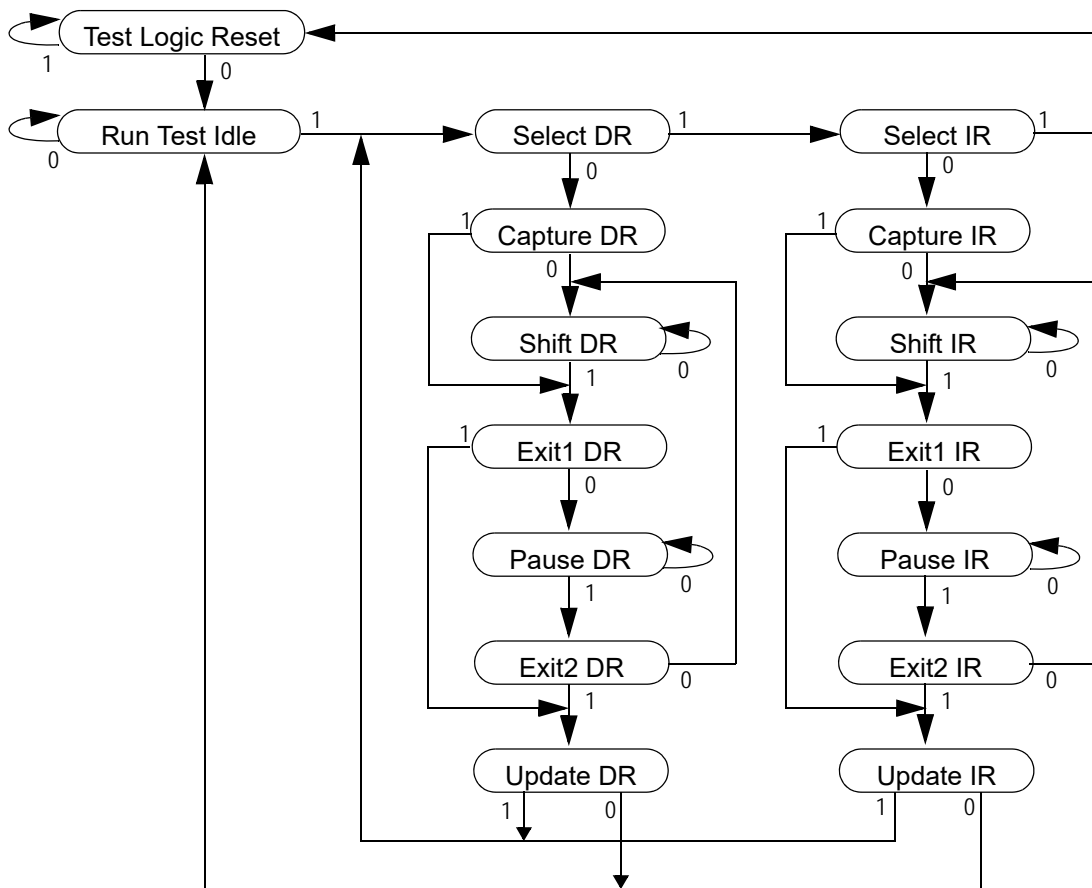 Test Logic Reset
1
0
Run Test Idle
1
0
Select DR
1
0
Select IR
1
0
1
Capture DR
0
1
Capture IR
0
Shift DR
0
1
Shift IR
0
1
1
Exit1 DR
0
1
Exit1 IR
0
Pause DR
0
1
Pause IR
0
1
Exit2 DR
0
1
Exit2 IR
0
1
Update DR
1
0
Update IR
1
0